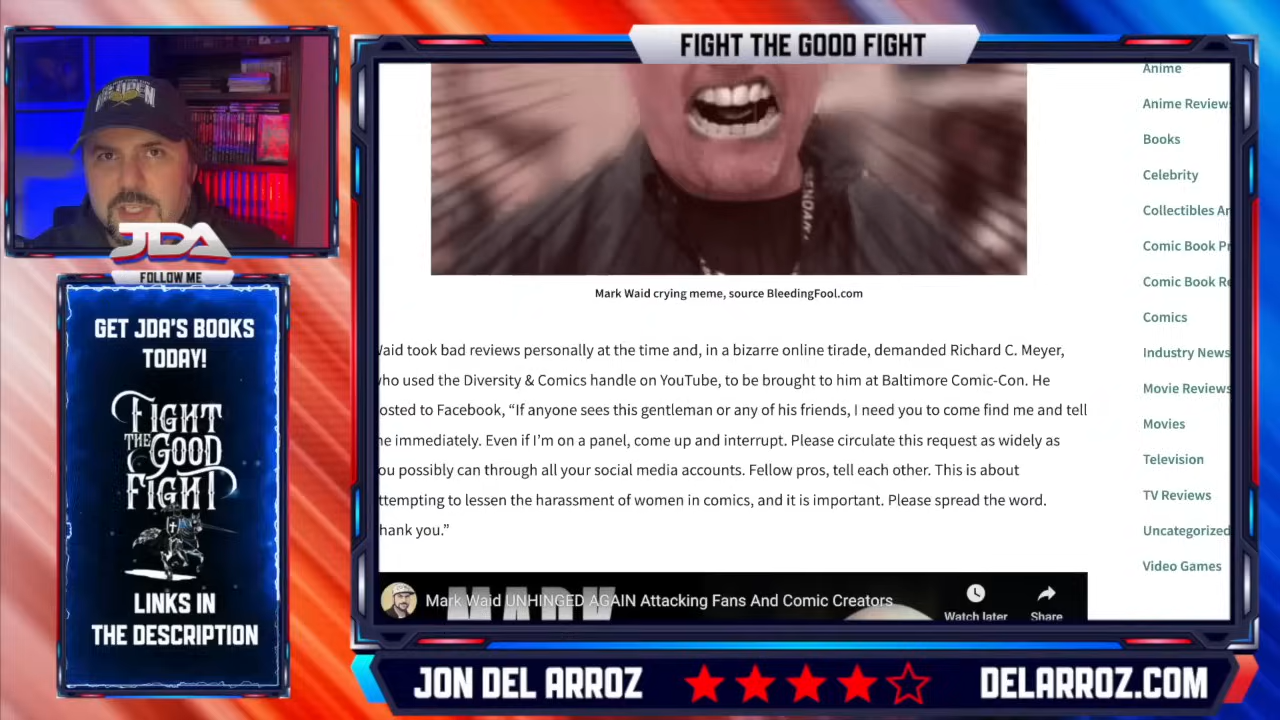 FIGHT THE GOOD FIGHT
JDA
FOLLOW ME
GET JDA'S BOOKS
TODAY!
FIGHT
THE GOOD
FIGHT
LINKS IN
THE DESCRIPTION
Mark Waid crying meme, source BleedingFool.com
aid took bad reviews personally at the time and, in a bizarre online tirade, demanded Richard C. Meyer,
ho used the Diversity & Comics handle on YouTube, to be brought to him at Baltimore Comic-Con. He
osted to Facebook, “If anyone sees this gentleman or any of his friends, I need you to come find me and tell
e immediately. Even if I’m on a panel, come up and interrupt. Please circulate this request as widely as
ou possibly can through all your social media accounts. Fellow pros, tell each other. This is about
ttempting to lessen the harassment of women in comics, and it is important. Please spread the word.
hank you.”
Mark Waid UNHINGED AGAIN Attacking Fans And Comic Creators
Watch later
Share
Anime
Anime Review
Books
Celebrity
Collectibles A
Comic Book P
Comic Book Re
Comics
Industry News
Movie Reviews
Movies
Television
TV Reviews
Uncategorized
Video Games
JON DEL ARROZ
DELARROZ.COM